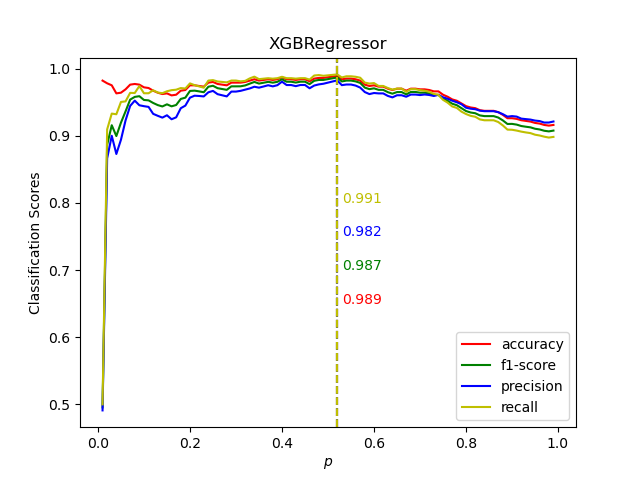 XGBRegressor
Classification Scores
1.0
0.9
0.8
0.7
0.6
0.5
0.991
0.982
0.987
0.989
accuracy
f1-score
precision
recall
0.0 0.2 0.4 0.6 0.8 1.0
p